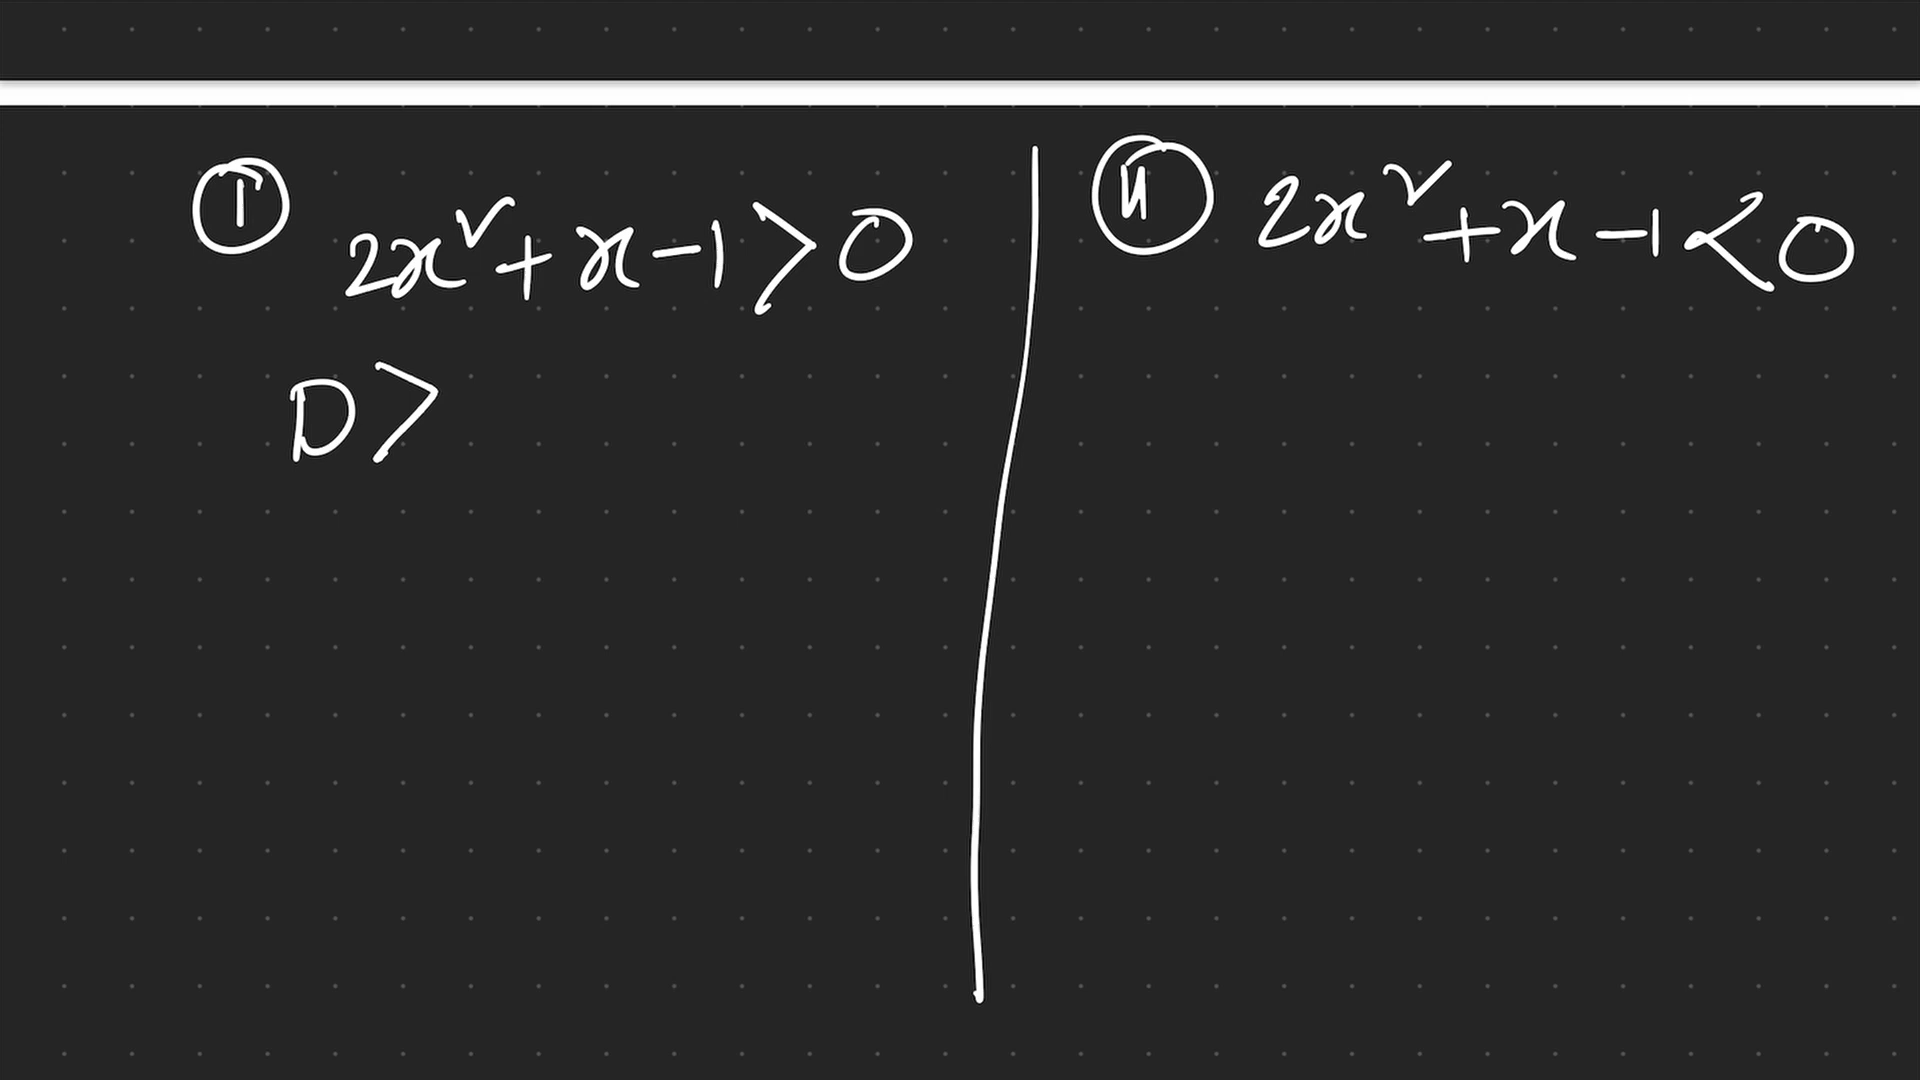 ① 2x² + x - 1 > 0
D >
② 2x² + x - 1 < 0